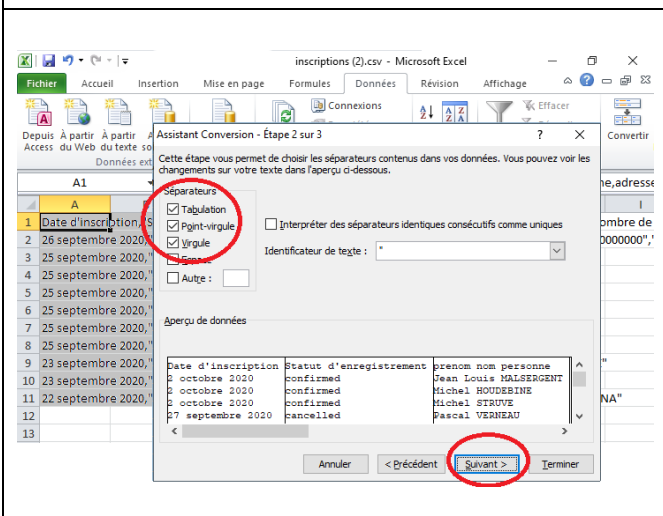 inscriptions (2).csv - Microsoft Excel
Fichier Accueil Insertion Mise en page Formules Données Révision Affichage
Connexions Effacer
Depuis À partir À partir A
Access du Web du texte so
Convertir
Données ext
Assistant Conversion - Étape 2 sur 3 ? ×
Cette étape vous permet de choisir les séparateurs contenus dans vos données. Vous pouvez voir les
changements sur votre texte dans l'aperçu ci-dessous.
Séparateurs
Tabulation
Point-virgule
Virgule
Espace
Autre :
Interpréter des séparateurs identiques consécutifs comme uniques
Identificateur de texte : "
Aperçu de données
Date d'inscription Statut d'enregistrement prenom nom personne
2 octobre 2020 confirmed Jean Louis MALSERGENT
2 octobre 2020 confirmed Michel HOUDEBINE
2 octobre 2020 confirmed Michel STRUVE
27 septembre 2020 cancelled Pascal VERNEAU
Annuler < Précédent Suivant > Terminer
A1 ne,adresse
A I
1 Date d'inscription,"S ombre de
2 26 septembre 2020," 0000000","
3 25 septembre 2020,"
4 25 septembre 2020,"
5 25 septembre 2020,"
6 25 septembre 2020,"
7 25 septembre 2020,"
8 25 septembre 2020,"
9 23 septembre 2020," "
10 23 septembre 2020,"
11 22 septembre 2020," NA"
12
13